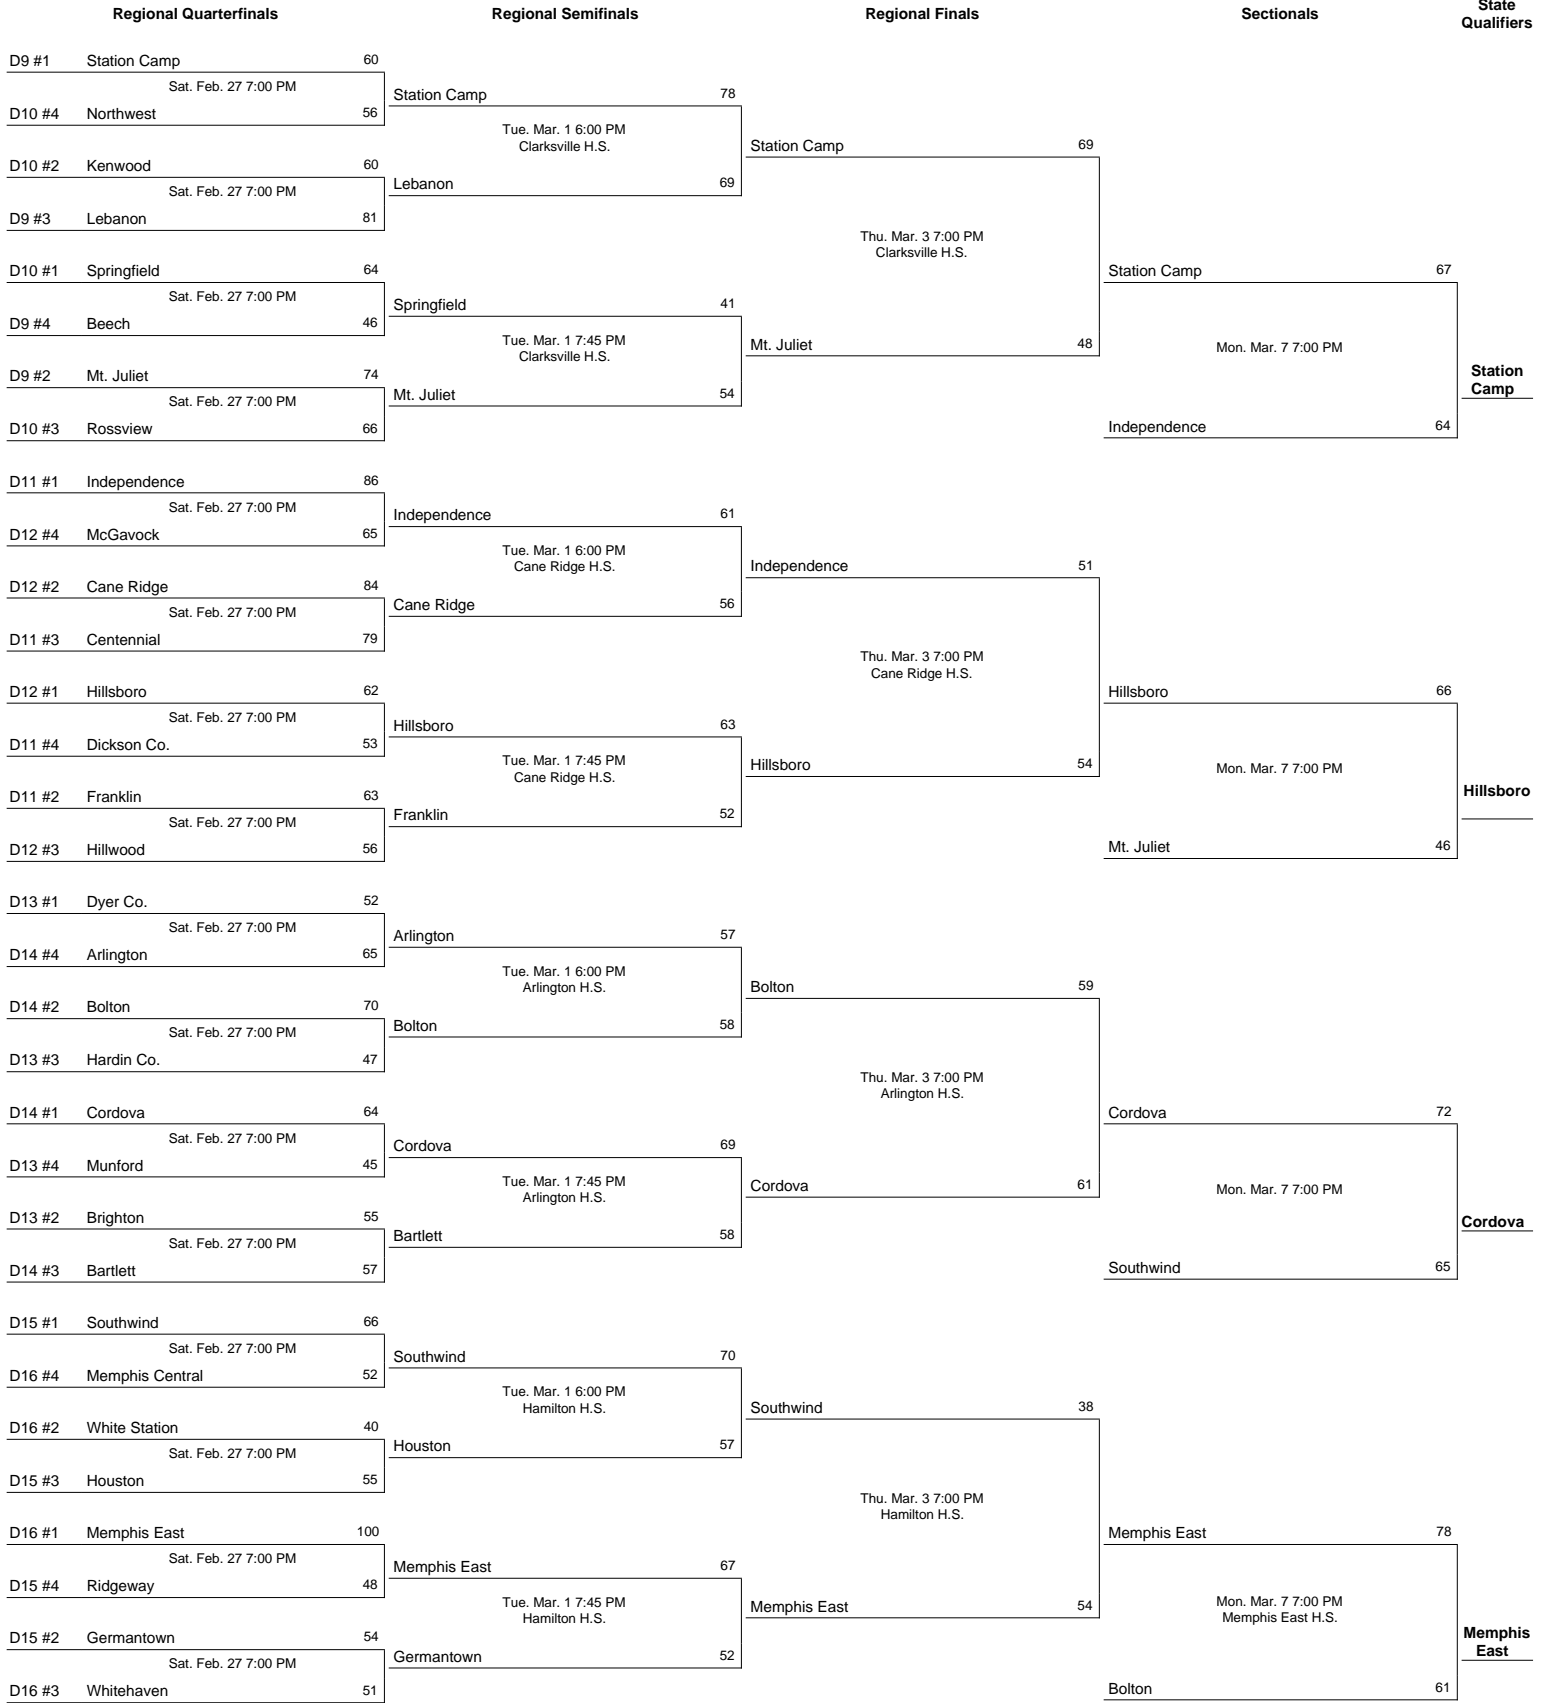 Regional Quarterfinals Regional Semifinals Regional Finals Sectionals State
Qualifiers
D9 #1 Station Camp 60
Sat. Feb. 27 7:00 PM
D10 #4 Northwest 56
D10 #2 Kenwood 60
Sat. Feb. 27 7:00 PM
D9 #3 Lebanon 81
D10 #1 Springfield 64
Sat. Feb. 27 7:00 PM
D9 #4 Beech 46
D9 #2 Mt. Juliet 74
Sat. Feb. 27 7:00 PM
D10 #3 Rossview 66
D11 #1 Independence 86
Sat. Feb. 27 7:00 PM
D12 #4 McGavock 65
D12 #2 Cane Ridge 84
Sat. Feb. 27 7:00 PM
D11 #3 Centennial 79
D12 #1 Hillsboro 62
Sat. Feb. 27 7:00 PM
D11 #4 Dickson Co. 53
D11 #2 Franklin 63
Sat. Feb. 27 7:00 PM
D12 #3 Hillwood 56
D13 #1 Dyer Co. 52
Sat. Feb. 27 7:00 PM
D14 #4 Arlington 65
D14 #2 Bolton 70
Sat. Feb. 27 7:00 PM
D13 #3 Hardin Co. 47
D14 #1 Cordova 64
Sat. Feb. 27 7:00 PM
D13 #4 Munford 45
D13 #2 Brighton 55
Sat. Feb. 27 7:00 PM
D14 #3 Bartlett 57
D15 #1 Southwind 66
Sat. Feb. 27 7:00 PM
D16 #4 Memphis Central 52
D16 #2 White Station 40
Sat. Feb. 27 7:00 PM
D15 #3 Houston 55
D16 #1 Memphis East 100
Sat. Feb. 27 7:00 PM
D15 #4 Ridgeway 48
D15 #2 Germantown 54
Sat. Feb. 27 7:00 PM
D16 #3 Whitehaven 51
Station Camp 78
Tue. Mar. 1 6:00 PM
Clarksville H.S.
Lebanon 69
Springfield 41
Tue. Mar. 1 7:45 PM
Clarksville H.S.
Mt. Juliet 54
Independence 61
Tue. Mar. 1 6:00 PM
Cane Ridge H.S.
Cane Ridge 56
Hillsboro 63
Tue. Mar. 1 7:45 PM
Cane Ridge H.S.
Franklin 52
Arlington 57
Tue. Mar. 1 6:00 PM
Arlington H.S.
Bolton 58
Cordova 69
Tue. Mar. 1 7:45 PM
Arlington H.S.
Bartlett 58
Southwind 70
Tue. Mar. 1 6:00 PM
Hamilton H.S.
Houston 57
Memphis East 67
Tue. Mar. 1 7:45 PM
Hamilton H.S.
Germantown 52
Station Camp 69
Thu. Mar. 3 7:00 PM
Clarksville H.S.
Mt. Juliet 48
Independence 51
Thu. Mar. 3 7:00 PM
Cane Ridge H.S.
Hillsboro 54
Bolton 59
Thu. Mar. 3 7:00 PM
Arlington H.S.
Cordova 61
Southwind 38
Thu. Mar. 3 7:00 PM
Hamilton H.S.
Memphis East 54
Station Camp 67
Mon. Mar. 7 7:00 PM
Independence 64
Hillsboro 66
Mon. Mar. 7 7:00 PM
Mt. Juliet 46
Cordova 72
Mon. Mar. 7 7:00 PM
Southwind 65
Memphis East 78
Mon. Mar. 7 7:00 PM
Memphis East H.S.
Bolton 61
Station
Camp
Hillsboro
Cordova
Memphis
East